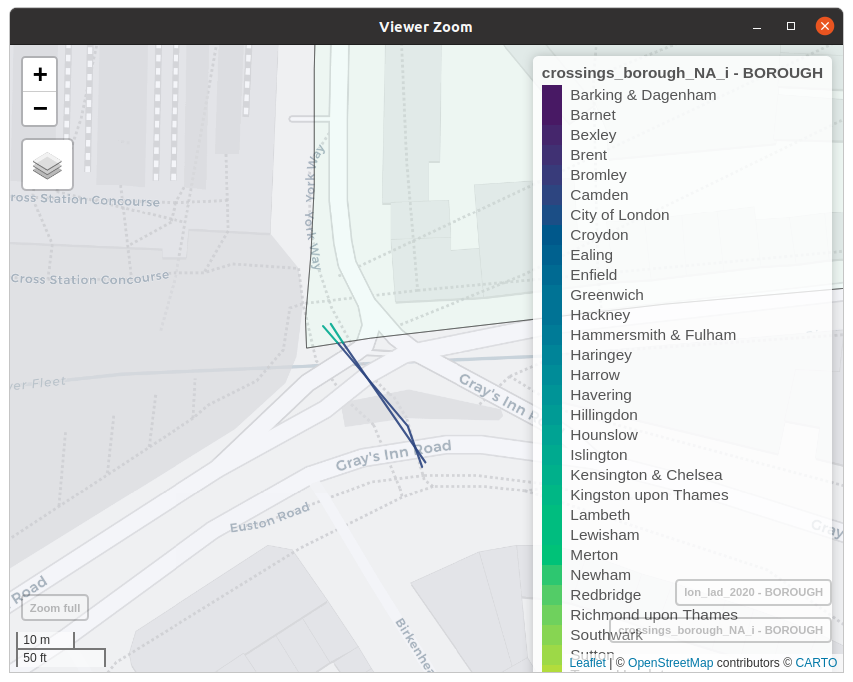 Viewer Zoom
+
−
crossings_borough_NA_i - BOROUGH
Barking & Dagenham
Barnet
Bexley
Brent
Bromley
Camden
City of London
Croydon
Ealing
Enfield
Greenwich
Hackney
Hammersmith & Fulham
Haringey
Harrow
Havering
Hillingdon
Hounslow
Islington
Kensington & Chelsea
Kingston upon Thames
Lambeth
Lewisham
Merton
Newham
Redbridge
Richmond upon Thames
Southwark
Sutton
York Way
York Way
ross Station Concourse
Cross Station Concourse
ver Fleet
Gray's Inn R
Gray's Inn Road
Euston Road
Road
Birkenhea
Gray
Zoom full
lon_lad_2020 - BOROUGH
crossings_borough_NA_i - BOROUGH
10 m
50 ft
Leaflet | © OpenStreetMap contributors © CARTO